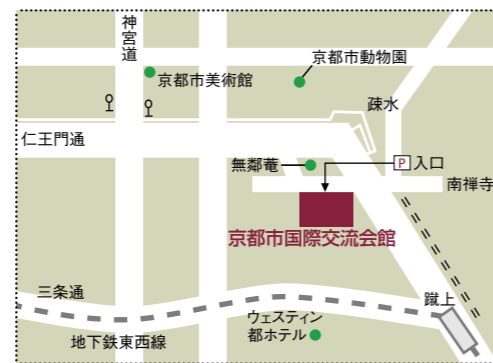 神宮道
京都市動物園
京都市美術館
疎水
仁王門通
無鄰菴
P 入口
南禅寺
京都市国際交流会館
三条通
蹴上
ウェスティン
都ホテル
地下鉄東西線